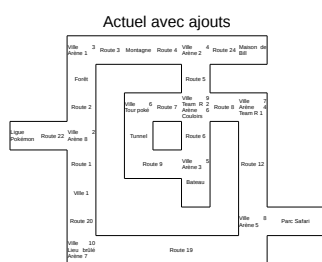 Actuel avec ajouts
Ville 3
Arène 1
Route 3
Montagne
Route 4
Ville 4
Arène 2
Route 24
Maison de
Bill
Forêt
Route 5
Route 2
Ville 6
Tour poké
Route 7
Ville 9
Team R 2
Arène 6
Couloirs
Route 8
Ville 7
Arène 4
Team R 1
Ligue
Pokémon
Route 22
Ville 2
Arène 8
Tunnel
Route 6
Route 1
Route 9
Ville 5
Arène 3
Route 12
Bateau
Ville 1
Route 20
Ville 8
Arène 5
Parc Safari
Ville 10
Lieu brûlé
Arène 7
Route 19